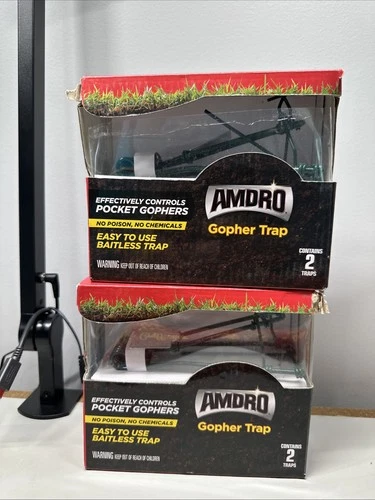 EFFECTIVELY CONTROLS
POCKET GOPHERS
NO POISON, NO CHEMICALS
EASY TO USE
BAITLESS TRAP
WARNING KEEP OUT OF REACH OF CHILDREN
AMDRO
Gopher Trap
CONTAINS
2
TRAPS
EFFECTIVELY CONTROLS
POCKET GOPHERS
NO POISON, NO CHEMICALS
EASY TO USE
BAITLESS TRAP
WARNING KEEP OUT OF REACH OF CHILDREN
AMDRO
Gopher Trap
CONTAINS
2
TRAPS